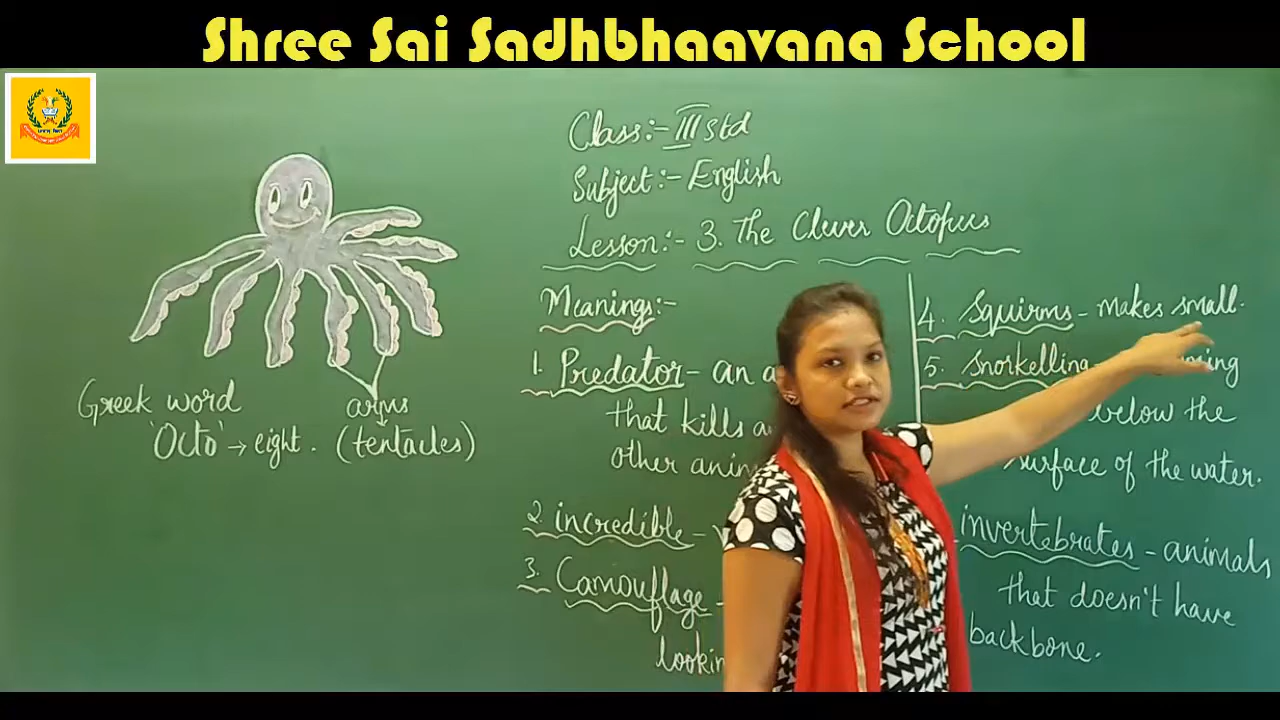 Shree Sai Sadhbhaavana School
Class:- III Std
Subject:- English
Lesson:- 3. The Clever Octopus
Meanings:-
1. Predator - an
that kills
other
2. incredible -
3. Camouflage -
4. Squirms - makes small
5. Snorkelling -
below the
surface of the water.
invertebrates - animals
that doesn't have
backbone.
Greek word
'Octo' → eight.
arms
(tentacles)